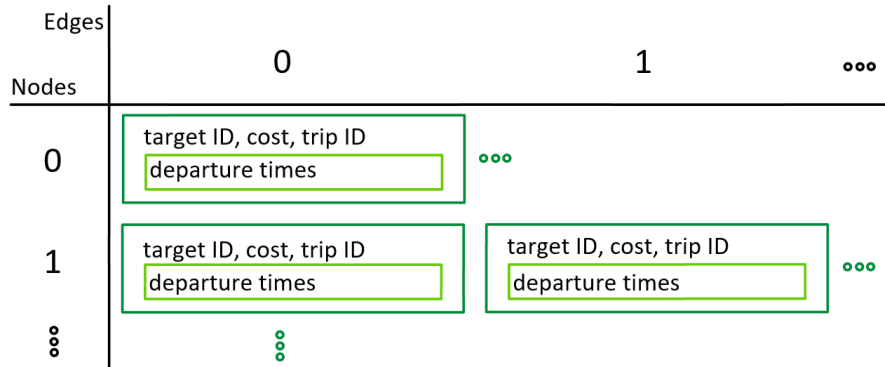 Edges
0 1
Nodes
0
target ID, cost, trip ID
departure times
1
target ID, cost, trip ID
departure times
target ID, cost, trip ID
departure times